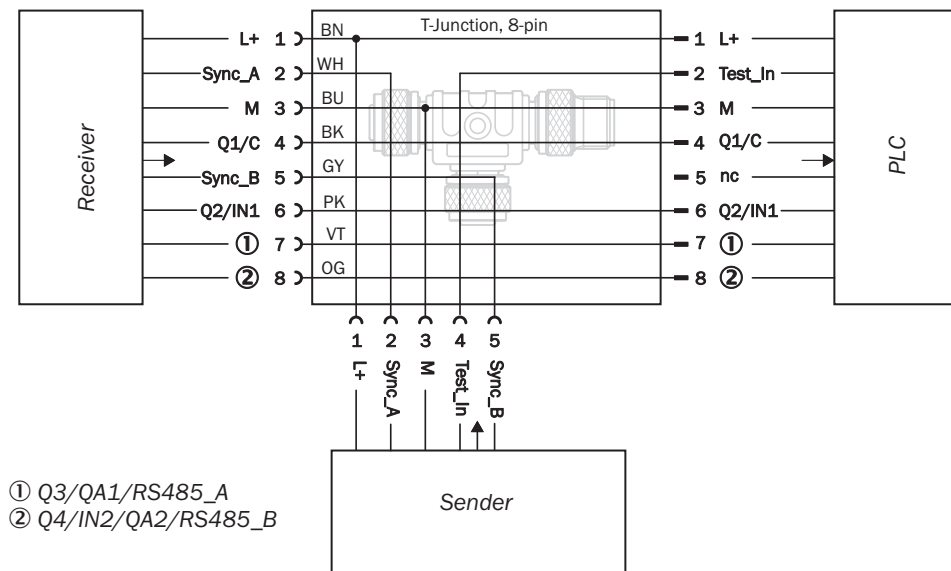 T-Junction, 8-pin
L+ 1 BN 1 L+
Sync_A 2 WH 2 Test_In
M 3 BU 3 M
Q1/C 4 BK 4 Q1/C
Sync_B 5 GY 5 nc
Q2/IN1 6 PK 6 Q2/IN1
① 7 VT 7 ①
② 8 OG 8 ②
Receiver
PLC
1 2 3 4 5
L+ Sync_A M Test_In Sync_B
Sender
① Q3/QA1/RS485_A
② Q4/IN2/QA2/RS485_B